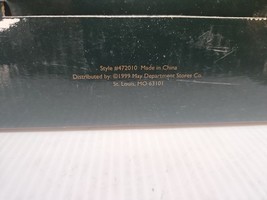 Style #472010 Made in China
Distributed by: ©1999 May Department Stores Co.
St. Louis, MO 63101